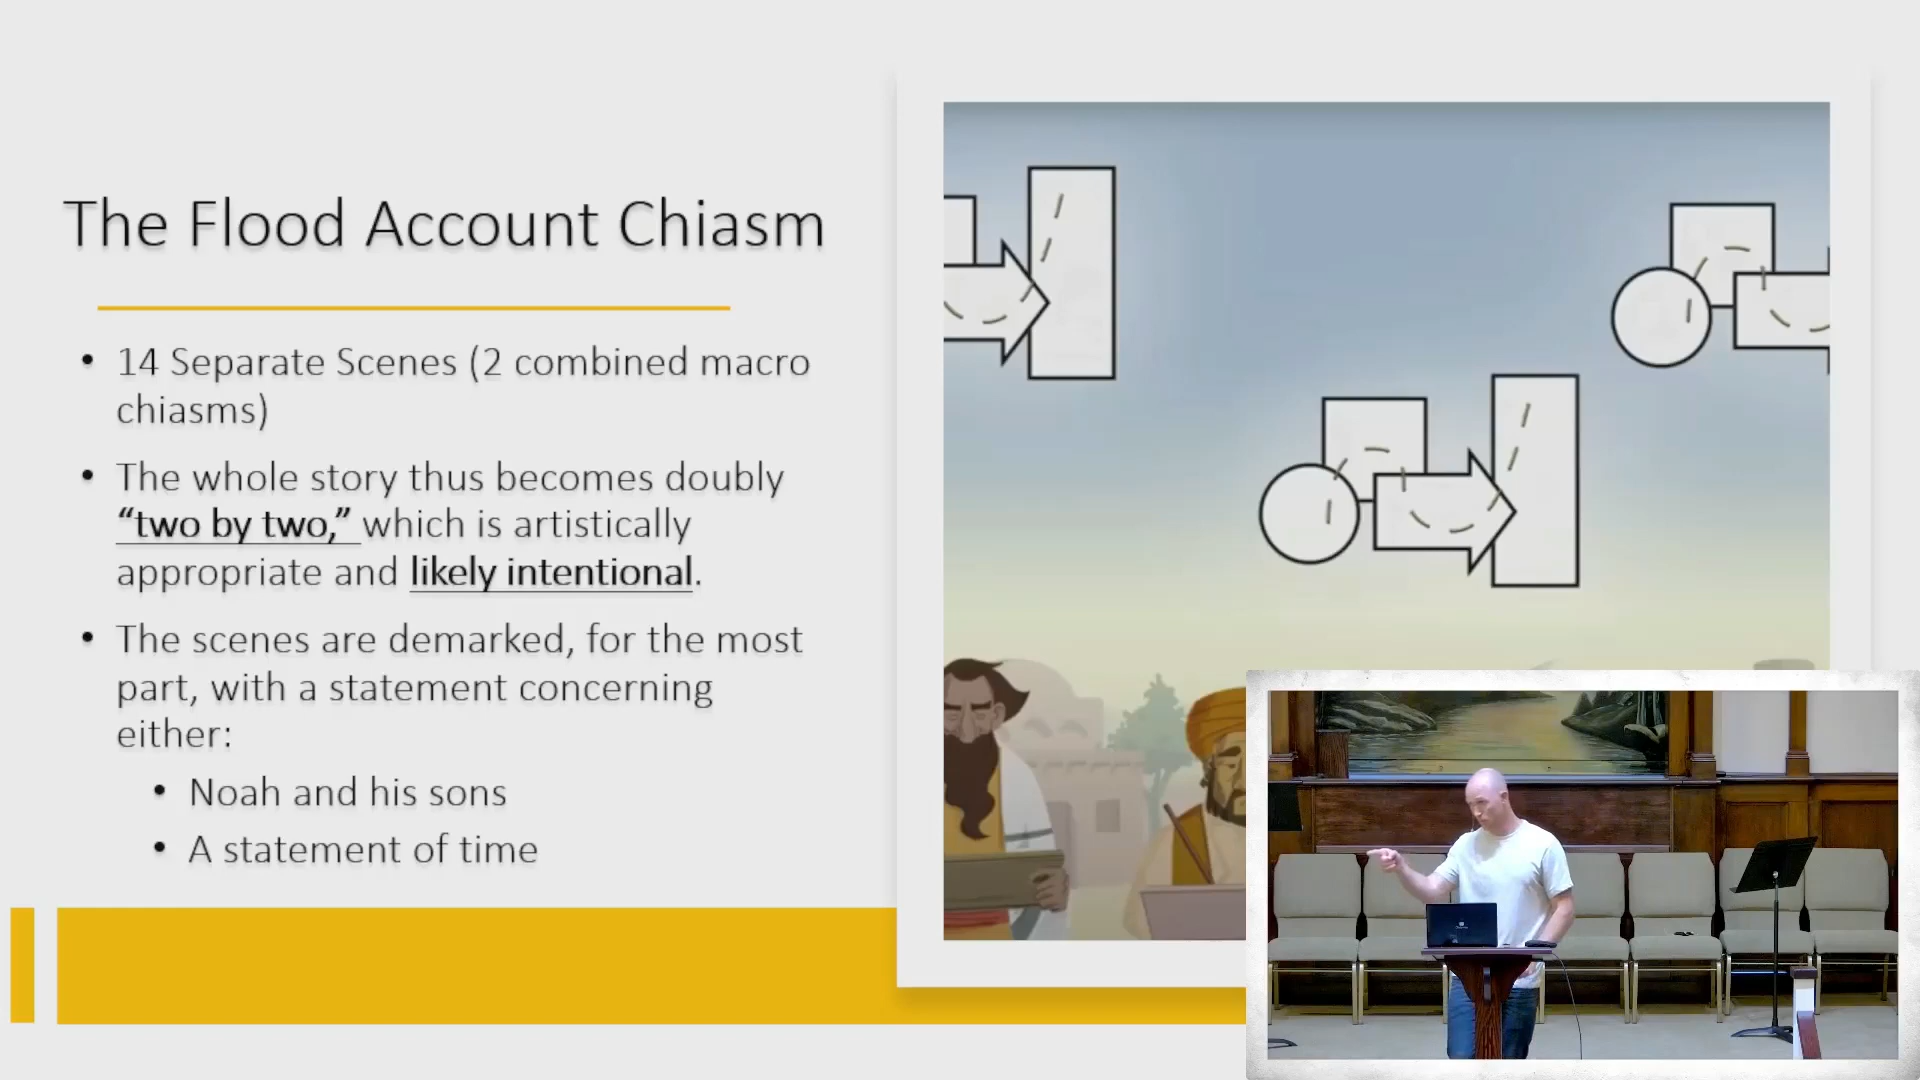 The Flood Account Chiasm
• 14 Separate Scenes (2 combined macro
chiasms)
• The whole story thus becomes doubly
“two by two,” which is artistically
appropriate and likely intentional.
• The scenes are demarked, for the most
part, with a statement concerning
either:
• Noah and his sons
• A statement of time